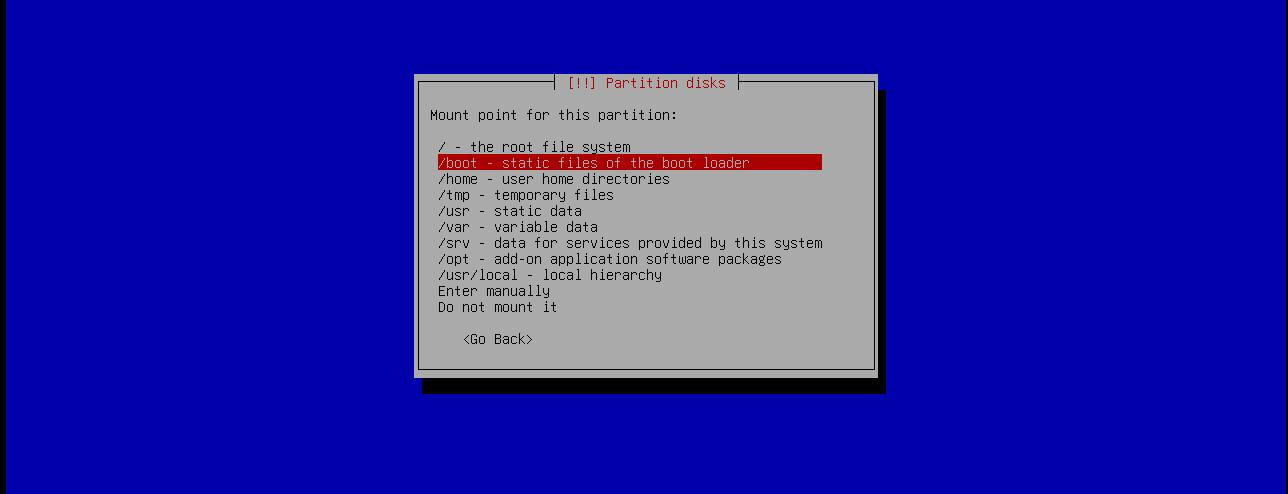 [!!] Partition disks
Mount point for this partition:
/ - the root file system
/boot - static files of the boot loader
/home - user home directories
/tmp - temporary files
/usr - static data
/var - variable data
/srv - data for services provided by this system
/opt - add-on application software packages
/usr/local - local hierarchy
Enter manually
Do not mount it
<Go Back>